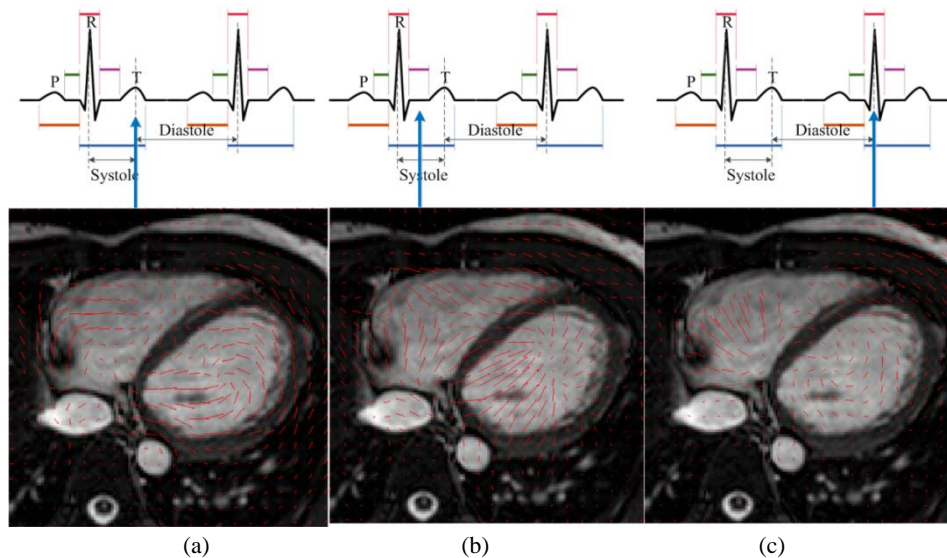 R
P
T
Diastole
Systole
R
P
T
Diastole
Systole
R
P
T
Diastole
Systole
(a)
(b)
(c)